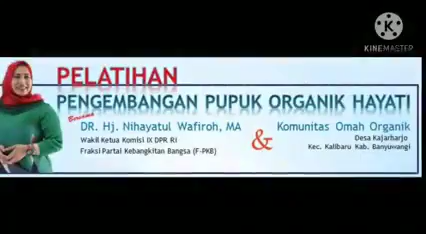 KINEMASTER
PELATIHAN
PENGEMBANGAN PUPUK ORGANIK HAYATI
Bersama
DR. Hj. Nihayatul Wafiroh, MA
Wakil Ketua Komisi IX DPR RI
Fraksi Partai Kebangkitan Bangsa (F-PKB)
&
Komunitas Omah Organik
Desa Kajarharjo
Kec. Kalibaru Kab. Banyuwangi